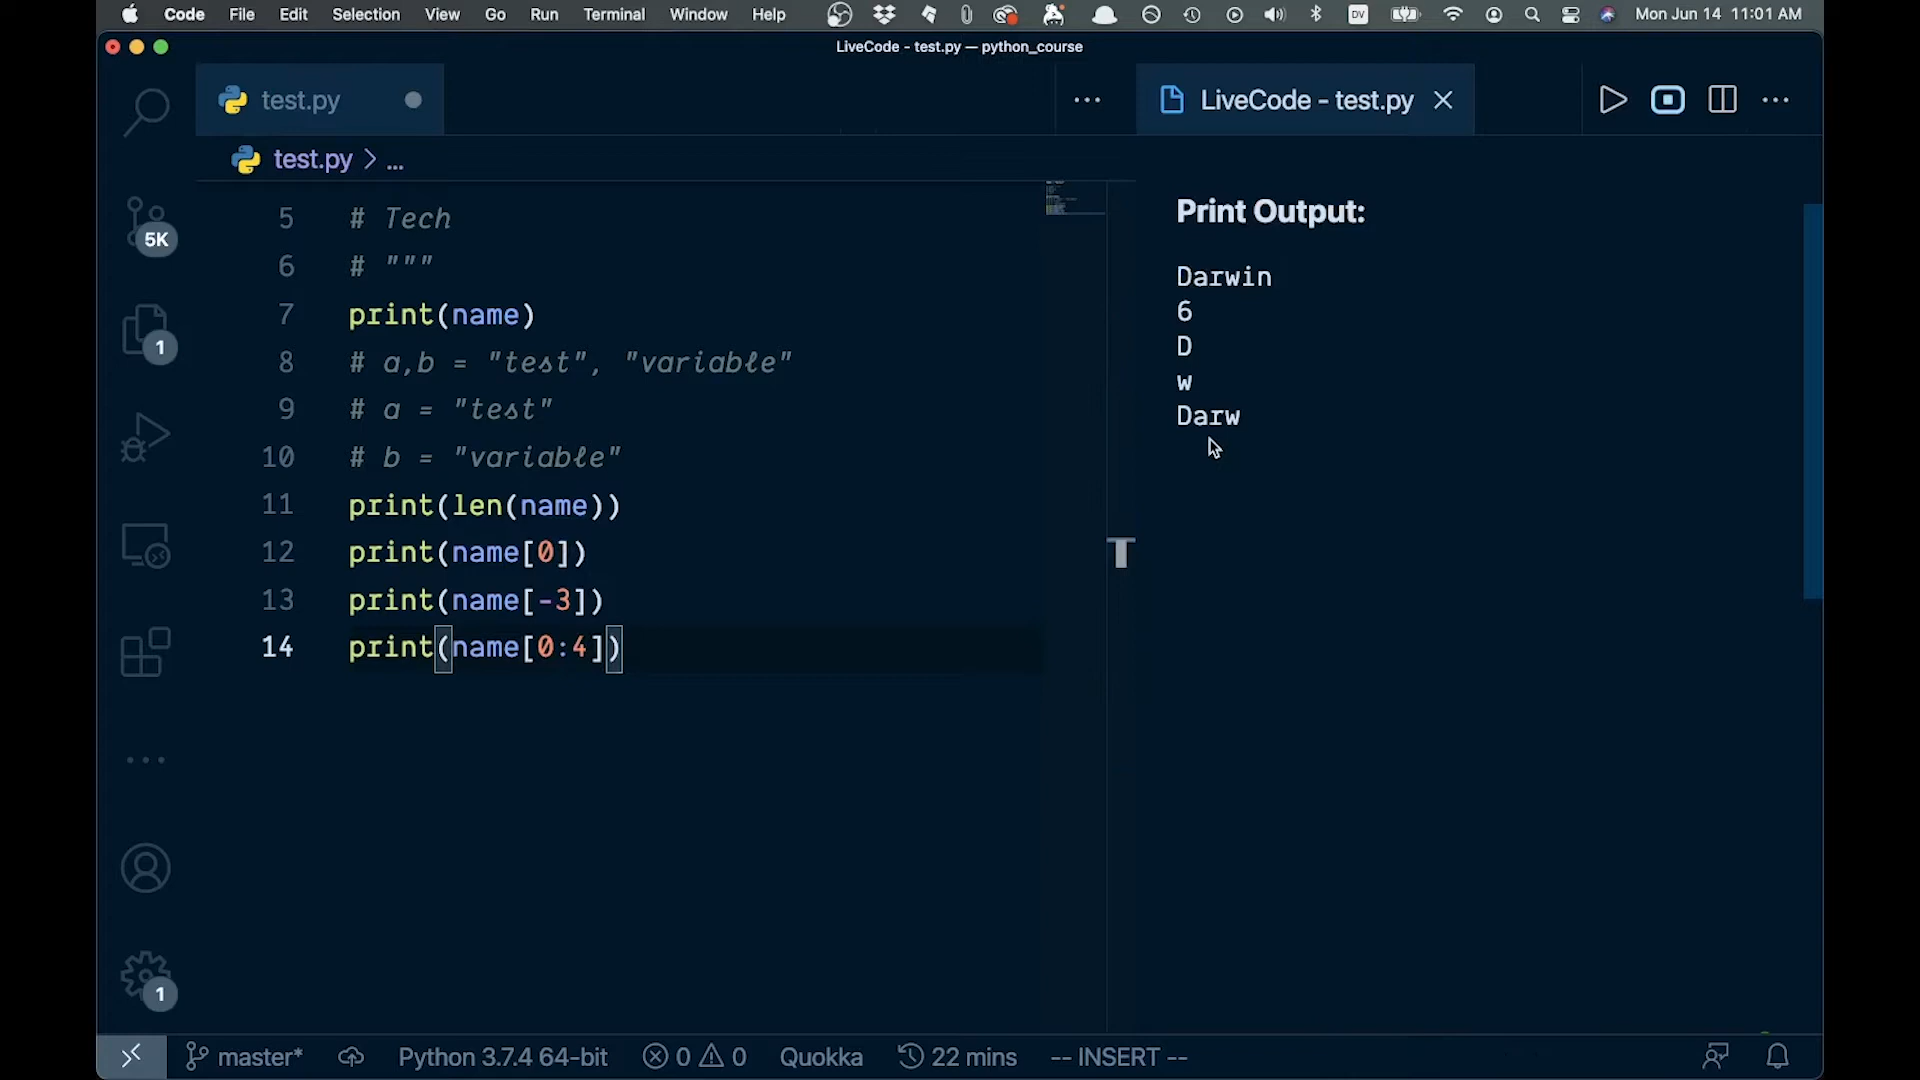 Code File Edit Selection View Go Run Terminal Window Help DV Mon Jun 14 11:01 AM
LiveCode - test.py — python_course
test.py ● ··· LiveCode - test.py ···
test.py > ...
5K
1
1
5 # Tech
6 # """
7 print(name)
8 # a,b = "test", "variable"
9 # a = "test"
10 # b = "variable"
11 print(len(name))
12 print(name[0])
13 print(name[-3])
14 print(name[0:4])
Print Output:
Darwin
6
D
w
Darw
master* Python 3.7.4 64-bit 0 0 Quokka 22 mins -- INSERT --